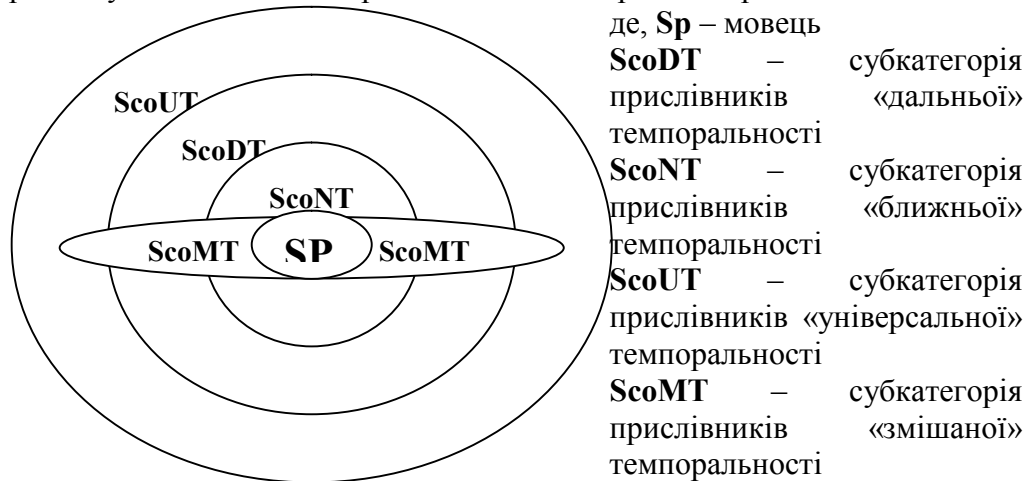 де, Sp – мовець
ScoDT – субкатегорія
прислівників «дальньої»
темпоральності
ScoNT – субкатегорія
прислівників «ближньої»
темпоральності
ScoUT – субкатегорія
прислівників «універсальної»
темпоральності
ScoMT – субкатегорія
прислівників «змішаної»
темпоральності
ScoUT
ScoDT
ScoNT
ScoMT SP ScoMT